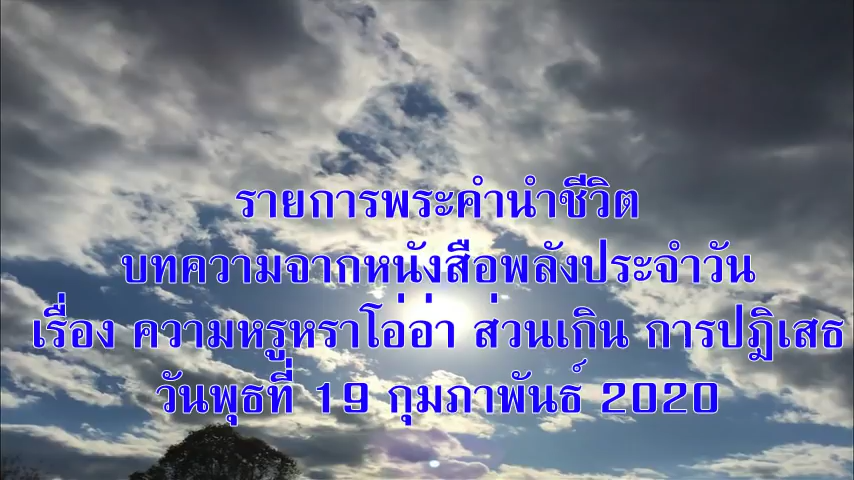 รายการพระคำนำชีวิต
บทความจากหนังสือพลังประจำวัน
เรื่อง ความหรูหราโอ่อ่า ส่วนเกิน การปฎิเสธ
วันพุธที่ 19 กุมภาพันธ์ 2020